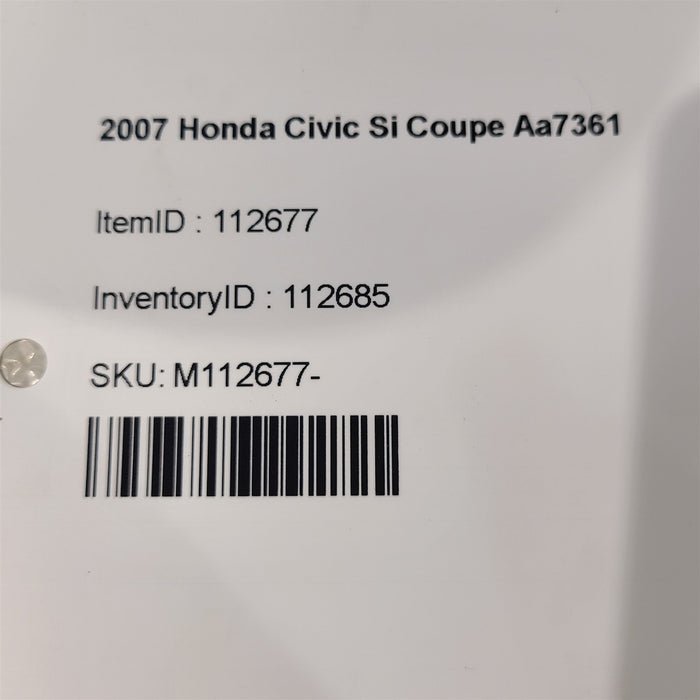 2007 Honda Civic Si Coupe Aa7361
ItemID : 112677
InventoryID : 112685
SKU: M112677-